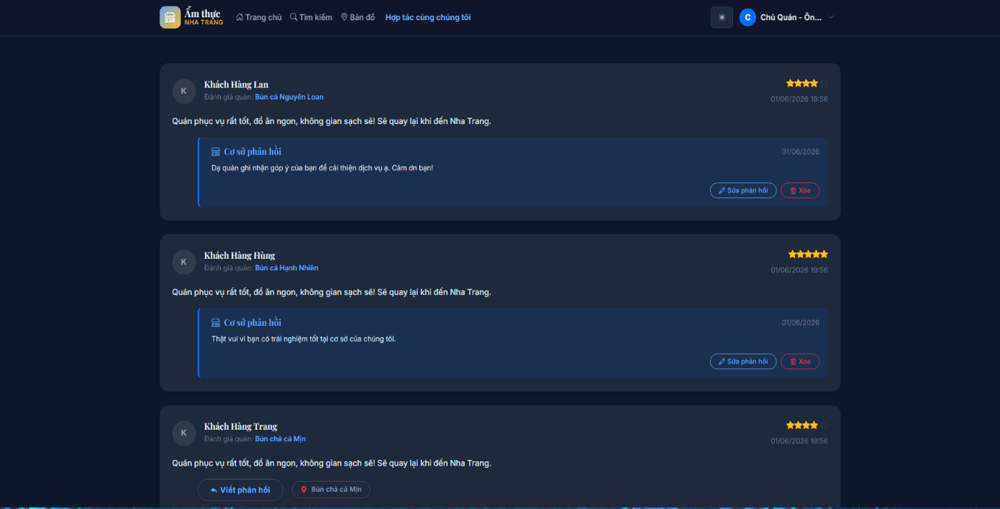 Ẩm thực
NHA TRANG
Trang chủ
Tìm kiếm
Bản đồ
Hợp tác cùng chúng tôi
C
Chủ Quán - Ôn...
K
Khách Hàng Lan
Đánh giá quán: Bún cá Nguyên Loan
01/06/2026 19:56
Quán phục vụ rất tốt, đồ ăn ngon, không gian sạch sẽ! Sẽ quay lại khi đến Nha Trang.
Cơ sở phản hồi
01/06/2026
Dạ quán ghi nhận góp ý của bạn để cải thiện dịch vụ ạ. Cảm ơn bạn!
Sửa phản hồi
Xóa
K
Khách Hàng Hùng
Đánh giá quán: Bún cá Hạnh Nhiên
01/06/2026 19:56
Quán phục vụ rất tốt, đồ ăn ngon, không gian sạch sẽ! Sẽ quay lại khi đến Nha Trang.
Cơ sở phản hồi
01/06/2026
Thật vui vì bạn có trải nghiệm tốt tại cơ sở của chúng tôi.
Sửa phản hồi
Xóa
K
Khách Hàng Trang
Đánh giá quán: Bún chả cá Mịn
01/06/2026 19:56
Quán phục vụ rất tốt, đồ ăn ngon, không gian sạch sẽ! Sẽ quay lại khi đến Nha Trang.
Viết phản hồi
Bún chả cá Mịn